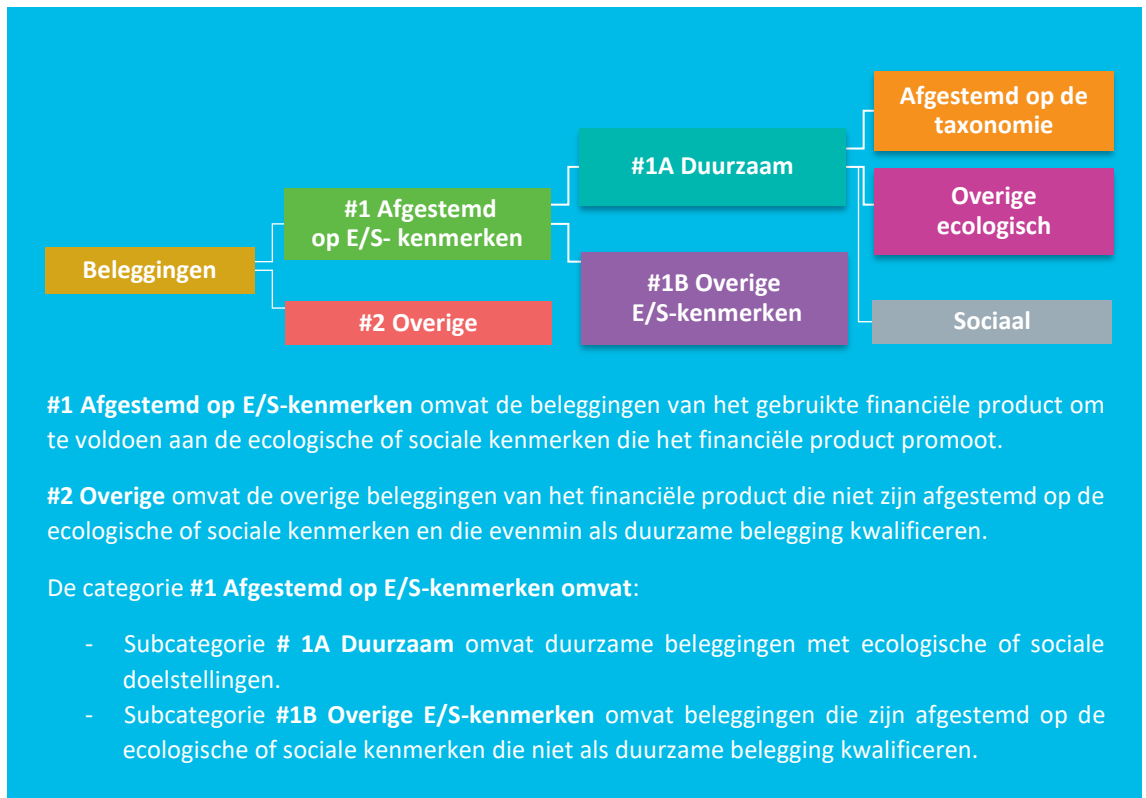 Afgestemd op de
taxonomie
#1A Duurzaam
Overige
ecologisch
#1 Afgestemd
op E/S- kenmerken
Beleggingen
#1B Overige
E/S-kenmerken
#2 Overige
Sociaal
#1 Afgestemd op E/S-kenmerken omvat de beleggingen van het gebruikte financiële product om
te voldoen aan de ecologische of sociale kenmerken die het financiële product promoot.
#2 Overige omvat de overige beleggingen van het financiële product die niet zijn afgestemd op de
ecologische of sociale kenmerken en die evenmin als duurzame belegging kwalificeren.
De categorie #1 Afgestemd op E/S-kenmerken omvat:
- Subcategorie # 1A Duurzaam omvat duurzame beleggingen met ecologische of sociale
doelstellingen.
- Subcategorie #1B Overige E/S-kenmerken omvat beleggingen die zijn afgestemd op de
ecologische of sociale kenmerken die niet als duurzame belegging kwalificeren.